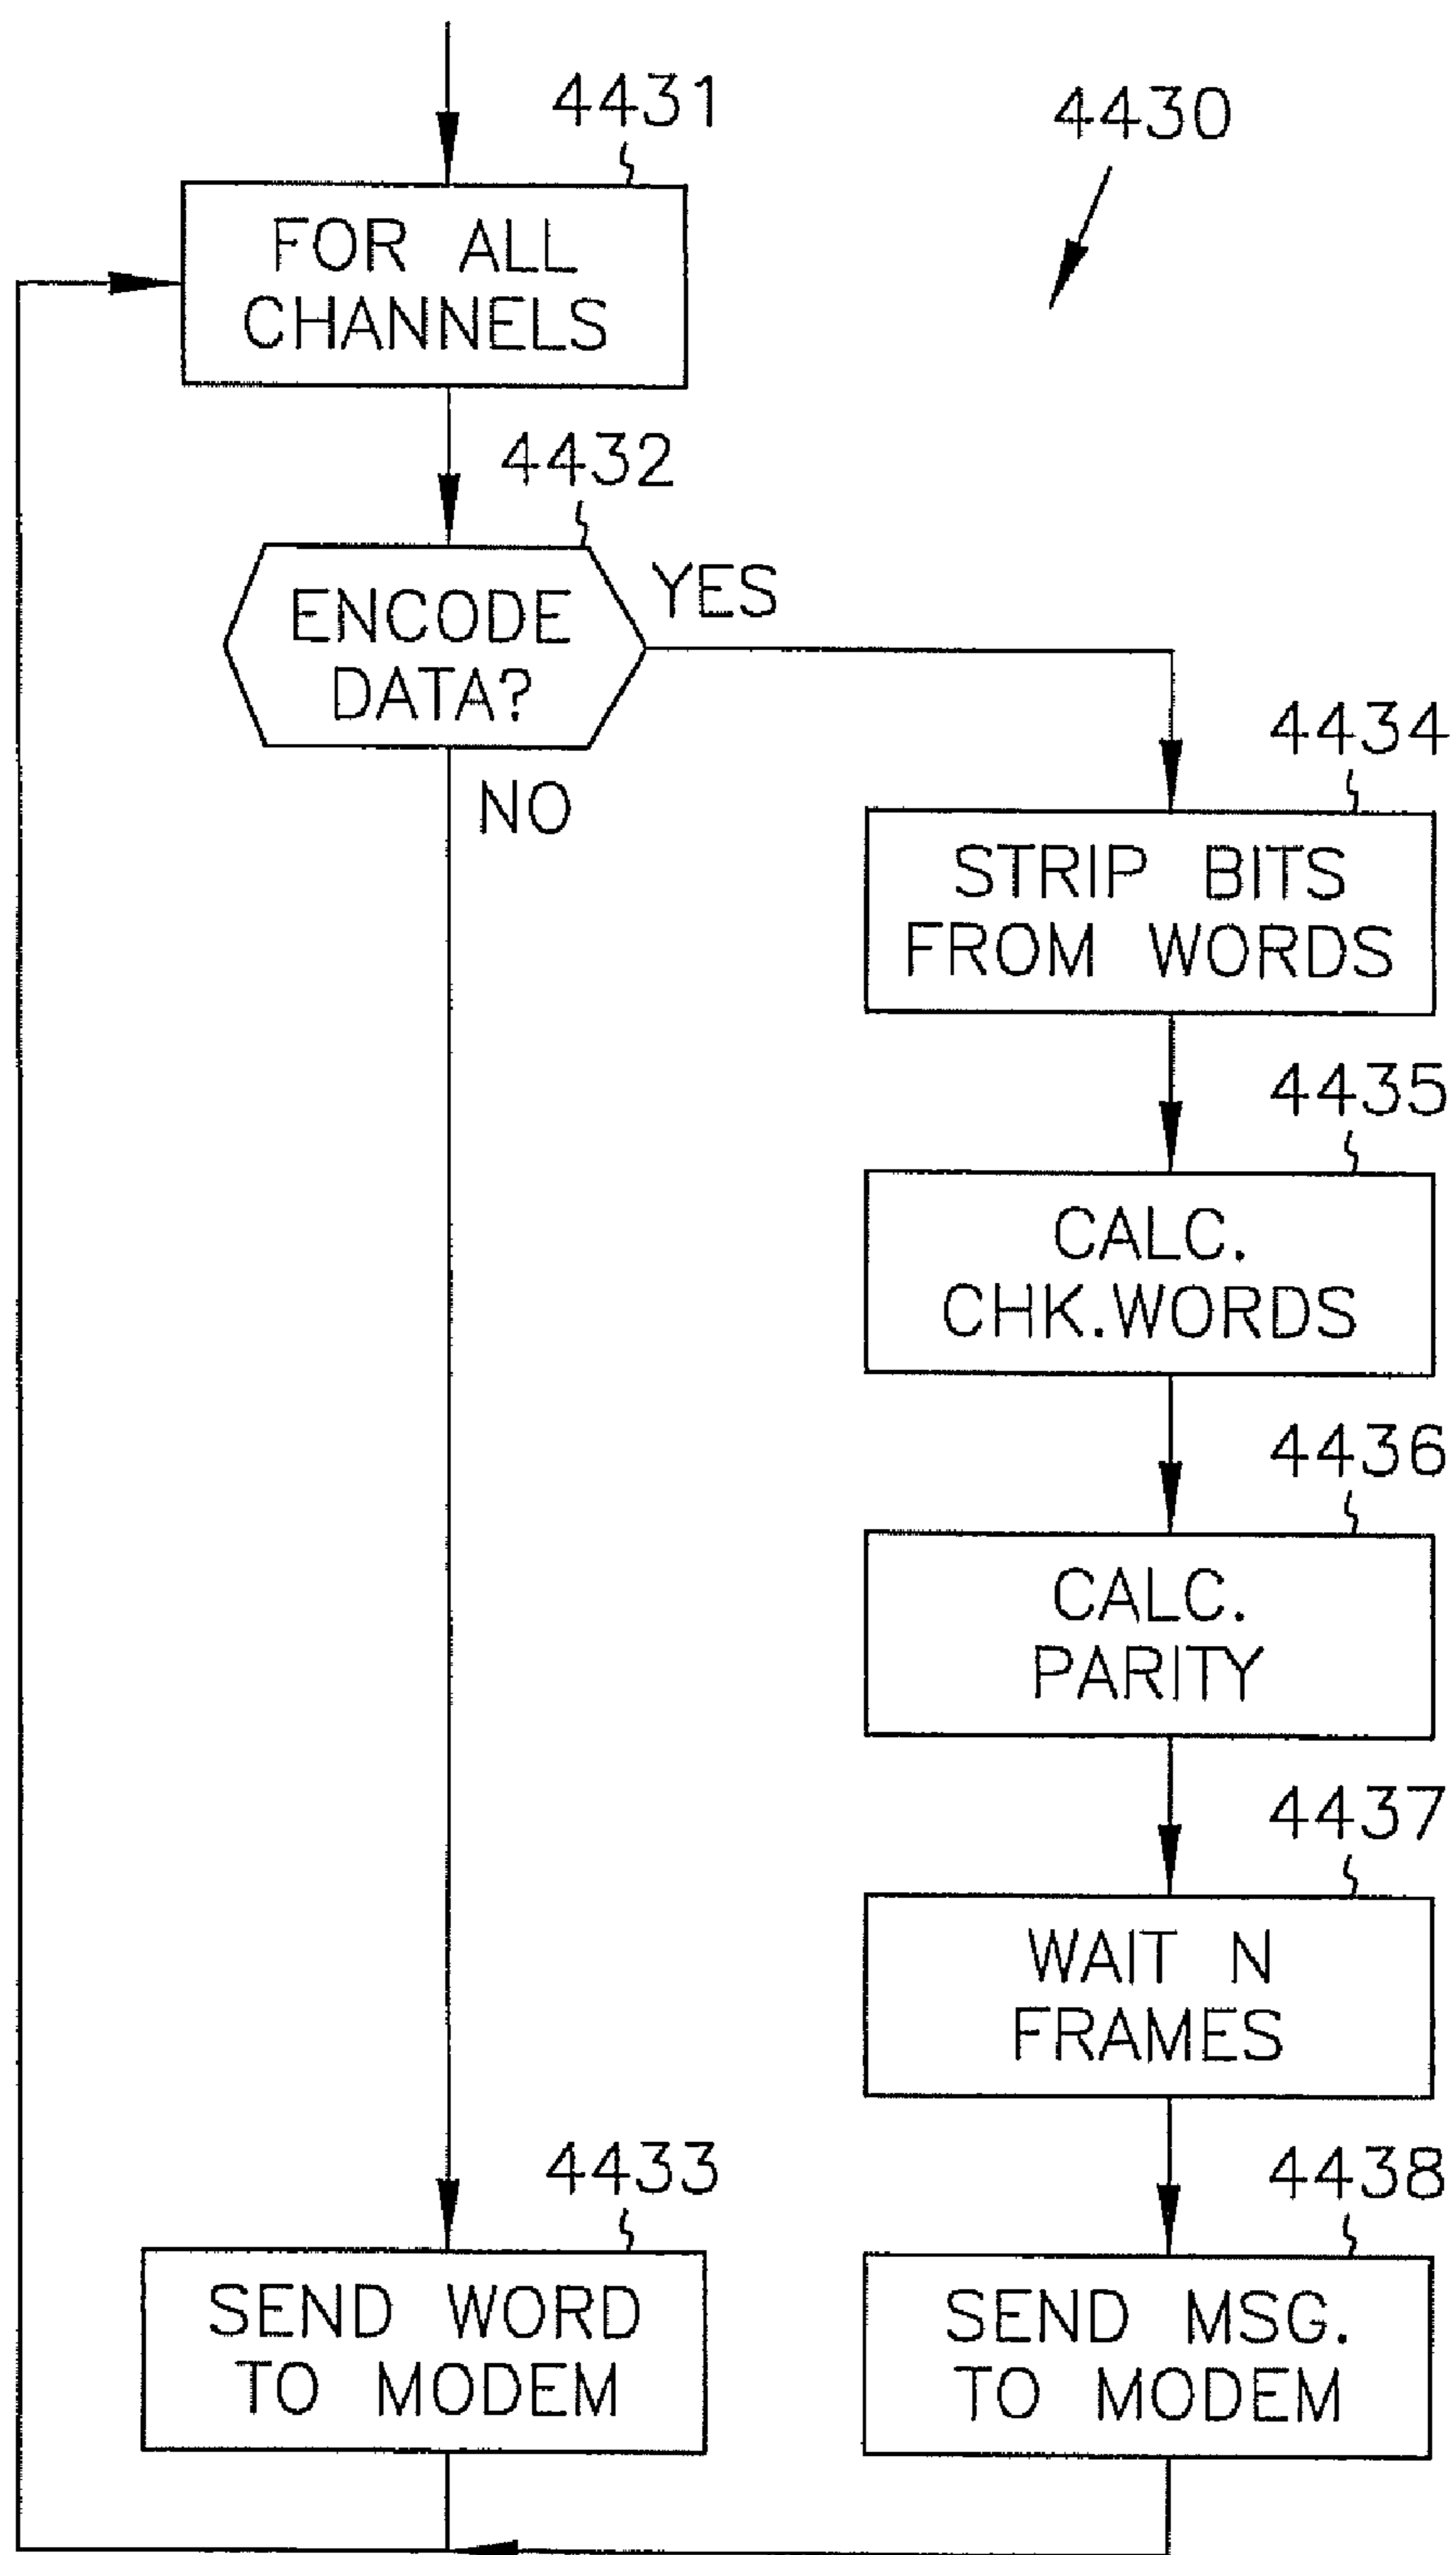 4431
4430
FOR ALL
CHANNELS
4432
ENCODE
DATA?
YES
NO
4434
STRIP BITS
FROM WORDS
4435
CALC.
CHK.WORDS
4436
CALC.
PARITY
4437
WAIT N
FRAMES
4433
SEND WORD
TO MODEM
4438
SEND MSG.
TO MODEM